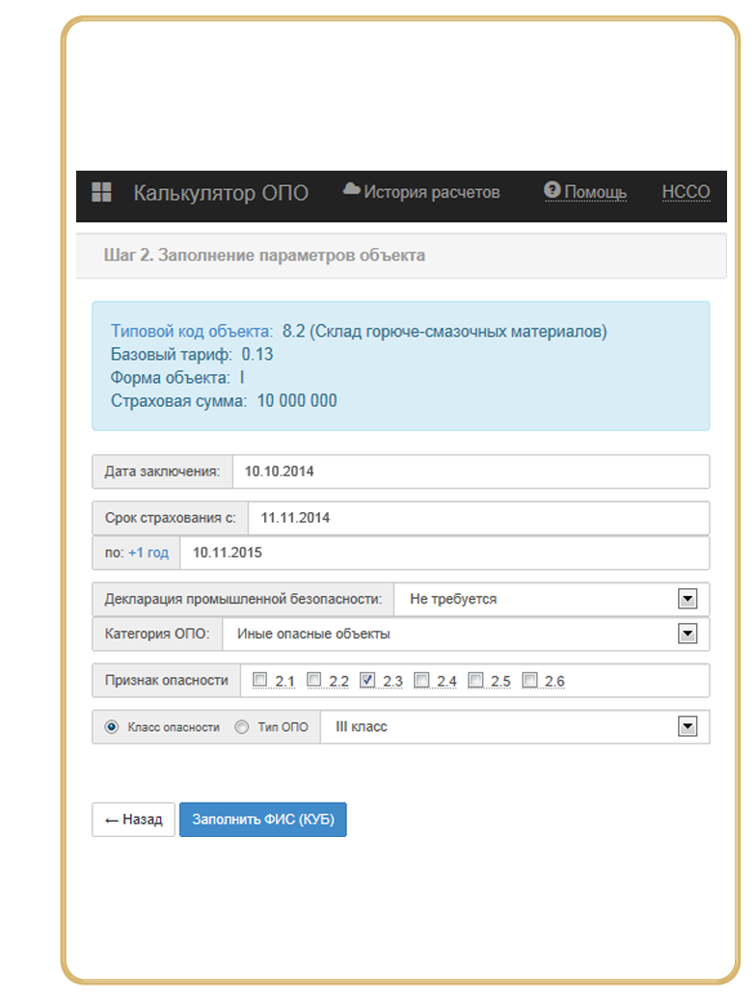 Калькулятор ОПО История расчетов Помощь НССО
Шаг 2. Заполнение параметров объекта
Типовой код объекта: 8.2 (Склад горюче-смазочных материалов)
Базовый тариф: 0.13
Форма объекта: I
Страховая сумма: 10 000 000
Дата заключения: 10.10.2014
Срок страхования с: 11.11.2014
по: +1 год 10.11.2015
Декларация промышленной безопасности: Не требуется
Категория ОПО: Иные опасные объекты
Признак опасности 2.1 2.2 2.3 2.4 2.5 2.6
Класс опасности Тип ОПО III класс
← Назад Заполнить ФИС (КУБ)